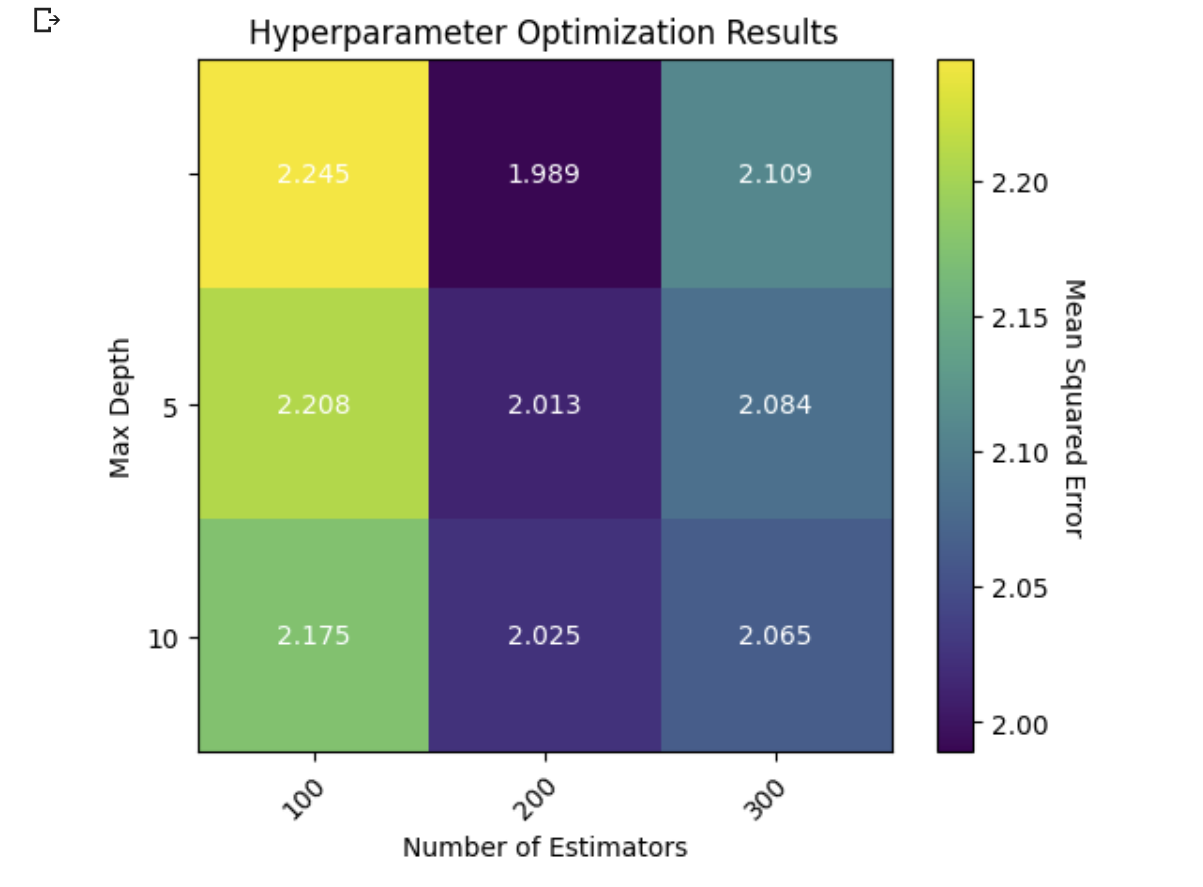 Hyperparameter Optimization Results
2.245 1.989 2.109
5 2.208 2.013 2.084
10 2.175 2.025 2.065
100 200 300
Number of Estimators
Max Depth
2.20
2.15
2.10
2.05
2.00
Mean Squared Error